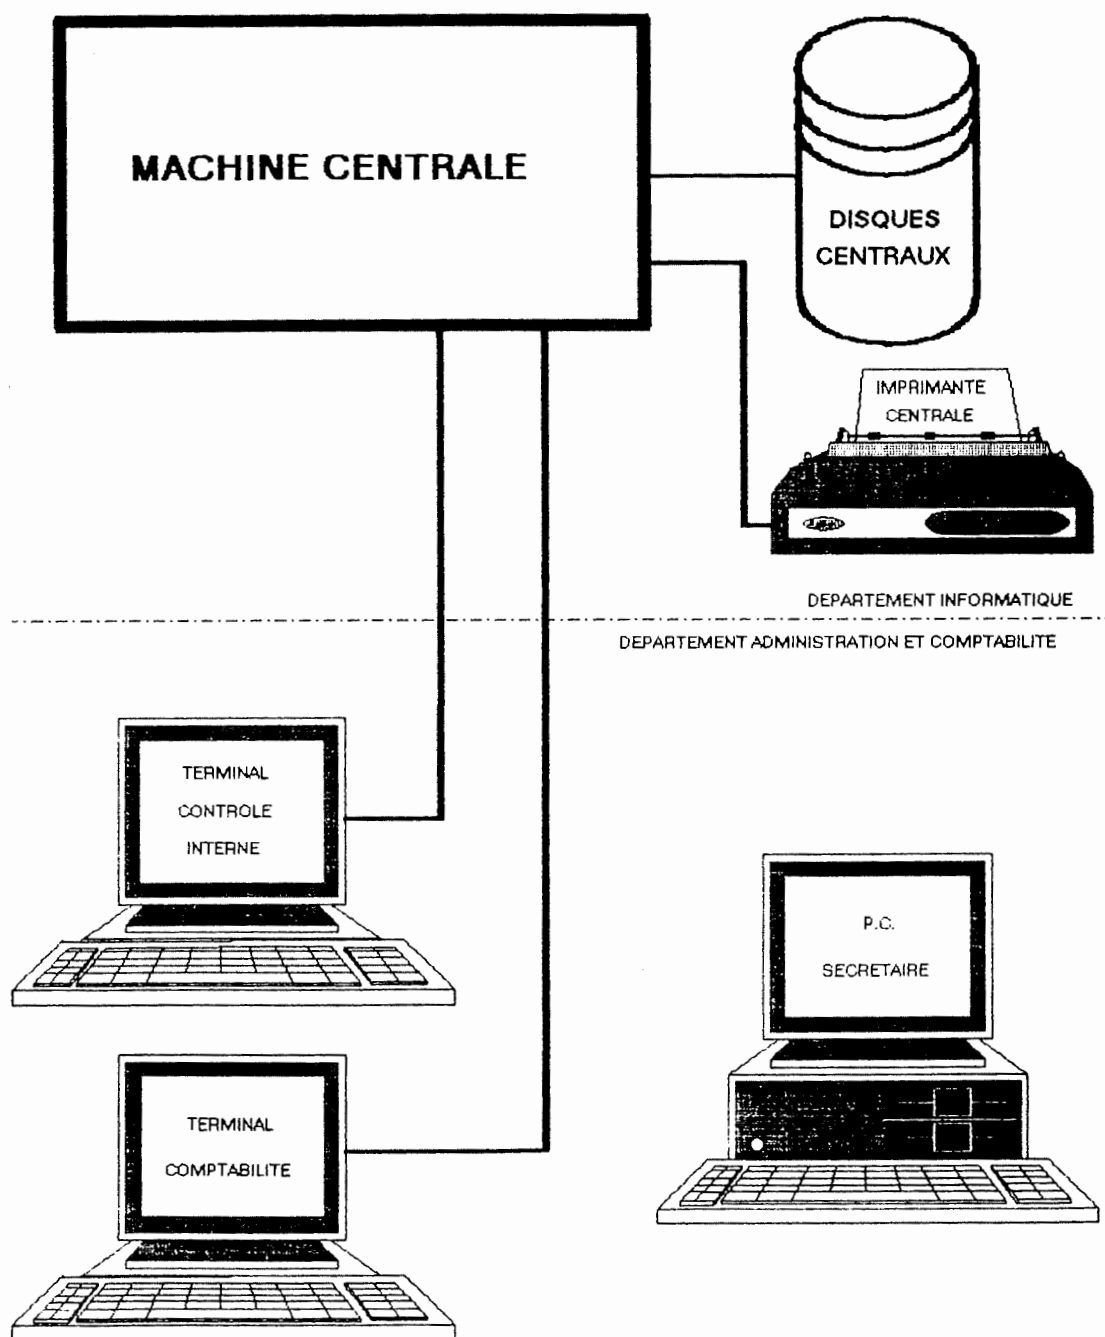 MACHINE CENTRALE
DISQUES
CENTRAUX
IMPRIMANTE
CENTRALE
DEPARTEMENT INFORMATIQUE
DEPARTEMENT ADMINISTRATION ET COMPTABILITE
TERMINAL
CONTROLE
INTERNE
P.C.
SECRETAIRE
TERMINAL
COMPTABILITE